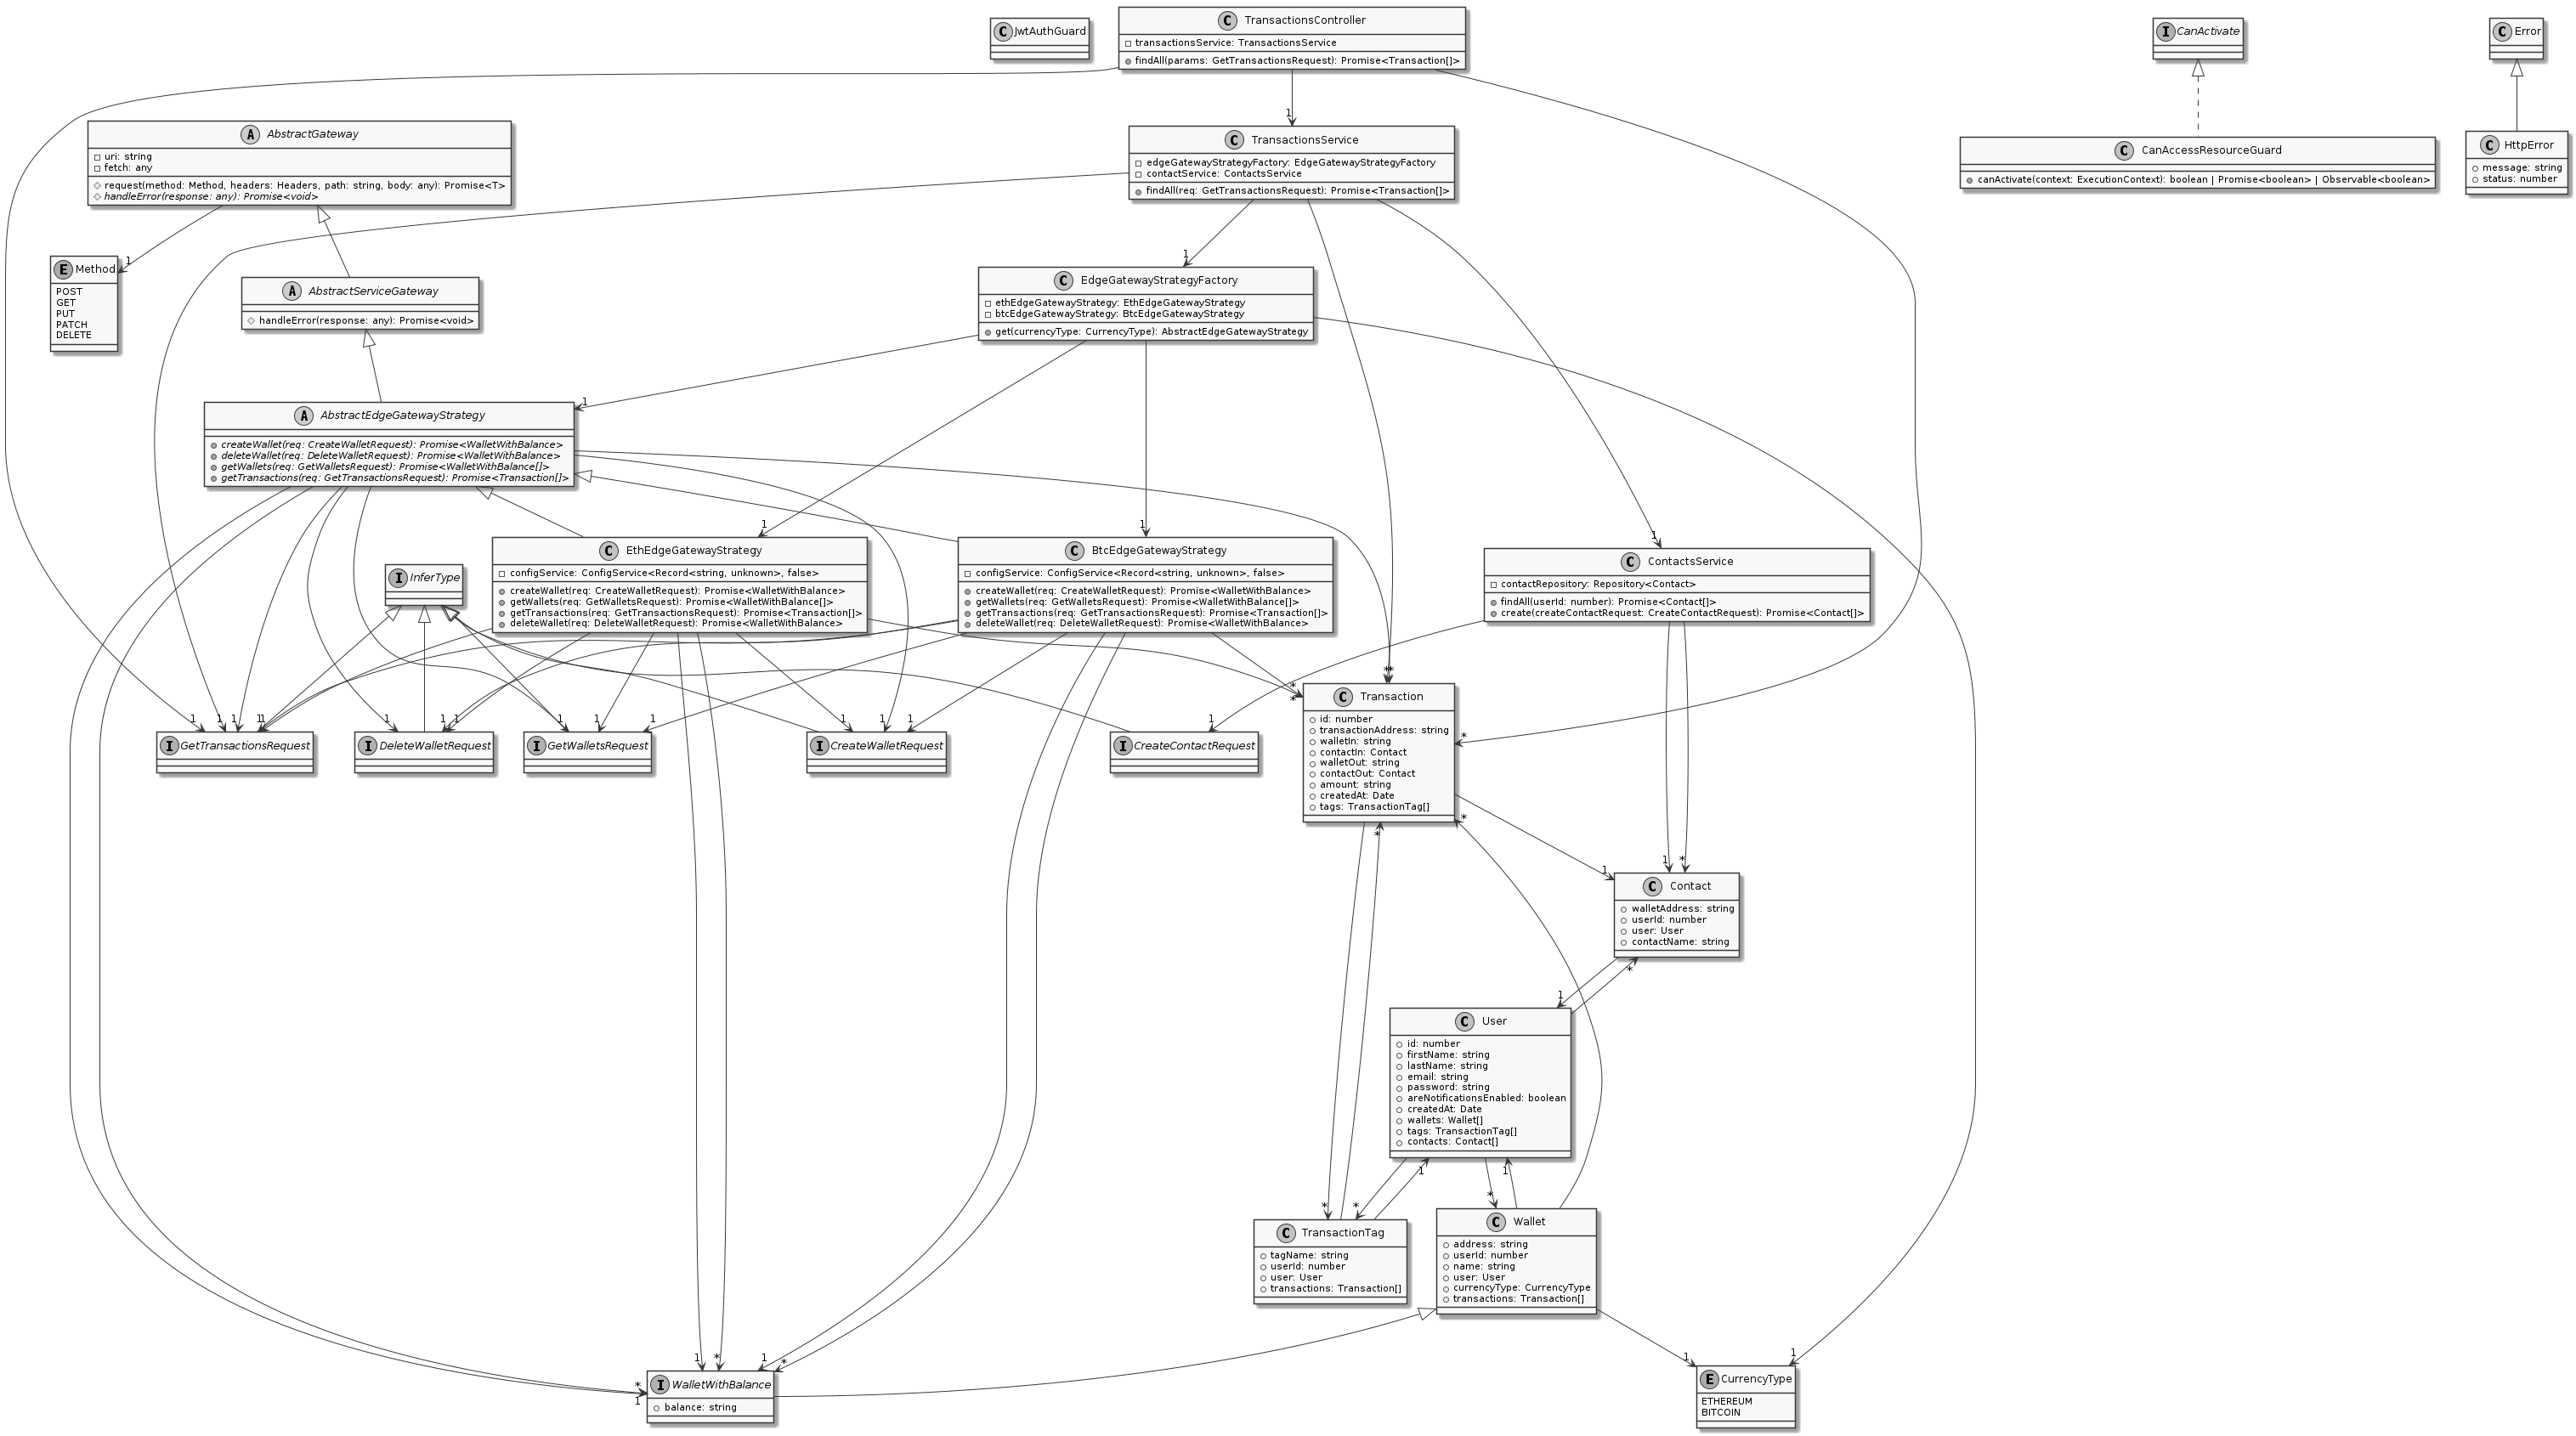 C JwtAuthGuard
C TransactionsController
transactionsService: TransactionsService
findAll(params: GetTransactionsRequest): Promise<Transaction[]>
I CanActivate
C Error
1
A AbstractGateway
uri: string
fetch: any
request(method: Method, headers: Headers, path: string, body: any): Promise<T>
handleError(response: any): Promise<void>
C TransactionsService
edgeGatewayStrategyFactory: EdgeGatewayStrategyFactory
contactService: ContactsService
findAll(req: GetTransactionsRequest): Promise<Transaction[]>
C CanAccessResourceGuard
canActivate(context: ExecutionContext): boolean | Promise<boolean> | Observable<boolean>
C HttpError
message: string
status: number
1
1
E Method
POST
GET
PUT
PATCH
DELETE
A AbstractServiceGateway
handleError(response: any): Promise<void>
C EdgeGatewayStrategyFactory
ethEdgeGatewayStrategy: EthEdgeGatewayStrategy
btcEdgeGatewayStrategy: BtcEdgeGatewayStrategy
get(currencyType: CurrencyType): AbstractEdgeGatewayStrategy
1
A AbstractEdgeGatewayStrategy
createWallet(req: CreateWalletRequest): Promise<WalletWithBalance>
deleteWallet(req: DeleteWalletRequest): Promise<WalletWithBalance>
getWallets(req: GetWalletsRequest): Promise<WalletWithBalance[]>
getTransactions(req: GetTransactionsRequest): Promise<Transaction[]>
1
1
1
I InferType
C EthEdgeGatewayStrategy
configService: ConfigService<Record<string, unknown>, false>
createWallet(req: CreateWalletRequest): Promise<WalletWithBalance>
getWallets(req: GetWalletsRequest): Promise<WalletWithBalance[]>
getTransactions(req: GetTransactionsRequest): Promise<Transaction[]>
deleteWallet(req: DeleteWalletRequest): Promise<WalletWithBalance>
C BtcEdgeGatewayStrategy
configService: ConfigService<Record<string, unknown>, false>
createWallet(req: CreateWalletRequest): Promise<WalletWithBalance>
getWallets(req: GetWalletsRequest): Promise<WalletWithBalance[]>
getTransactions(req: GetTransactionsRequest): Promise<Transaction[]>
deleteWallet(req: DeleteWalletRequest): Promise<WalletWithBalance>
C ContactsService
contactRepository: Repository<Contact>
findAll(userId: number): Promise<Contact[]>
create(createContactRequest: CreateContactRequest): Promise<Contact[]>
* *
*
*
1 1 1 1 1
1 1 1
1 1 1
1 1 1
1
I GetTransactionsRequest
I DeleteWalletRequest
I GetWalletsRequest
I CreateWalletRequest
I CreateContactRequest
C Transaction
id: number
transactionAddress: string
walletIn: string
contactIn: Contact
walletOut: string
contactOut: Contact
amount: string
createdAt: Date
tags: TransactionTag[]
*
*
*
1
1
*
C Contact
walletAddress: string
userId: number
user: User
contactName: string
*
1
C User
id: number
firstName: string
lastName: string
email: string
password: string
areNotificationsEnabled: boolean
createdAt: Date
wallets: Wallet[]
tags: TransactionTag[]
contacts: Contact[]
1
1
*
*
*
C TransactionTag
tagName: string
userId: number
user: User
transactions: Transaction[]
C Wallet
address: string
userId: number
name: string
user: User
currencyType: CurrencyType
transactions: Transaction[]
*
1
1
*
1
*
1
1
I WalletWithBalance
balance: string
E CurrencyType
ETHEREUM
BITCOIN